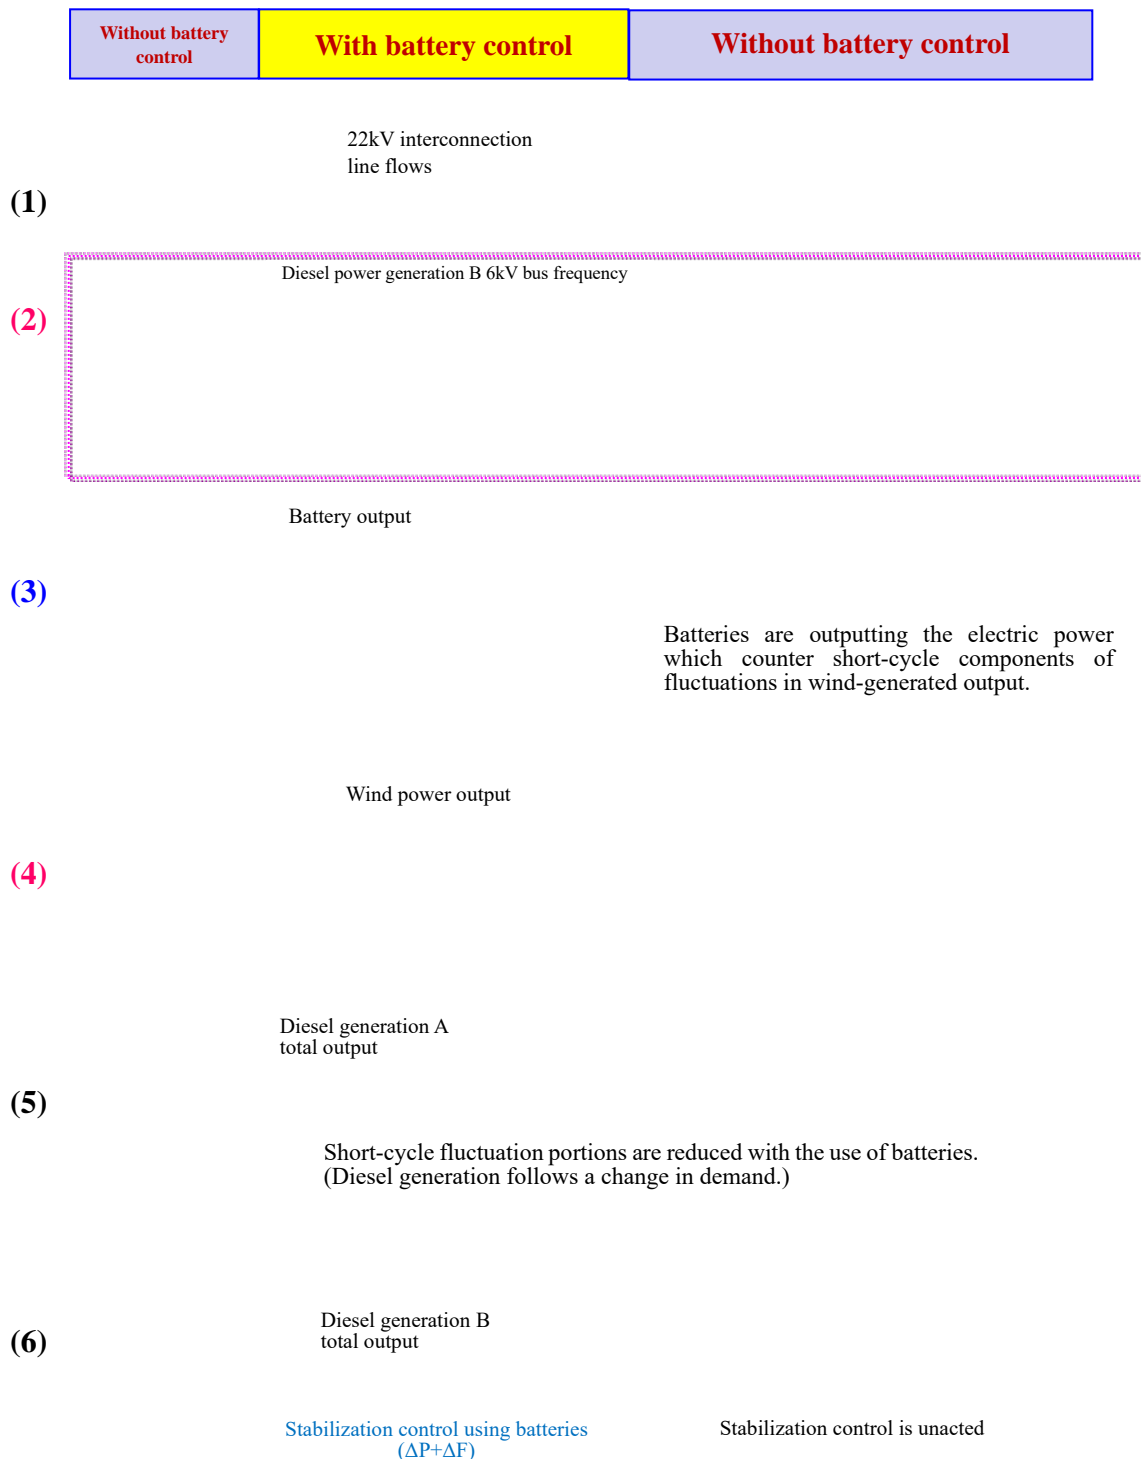 Without battery
control
With battery control
Without battery control
22kV interconnection
line flows
(1)
Diesel power generation B 6kV bus frequency
(2)
Battery output
(3)
Batteries are outputting the electric power
which counter short-cycle components of
fluctuations in wind-generated output.
Wind power output
(4)
Diesel generation A
total output
(5)
Short-cycle fluctuation portions are reduced with the use of batteries.
(Diesel generation follows a change in demand.)
Diesel generation B
total output
(6)
Stabilization control using batteries
(ΔP+ΔF)
Stabilization control is unacted